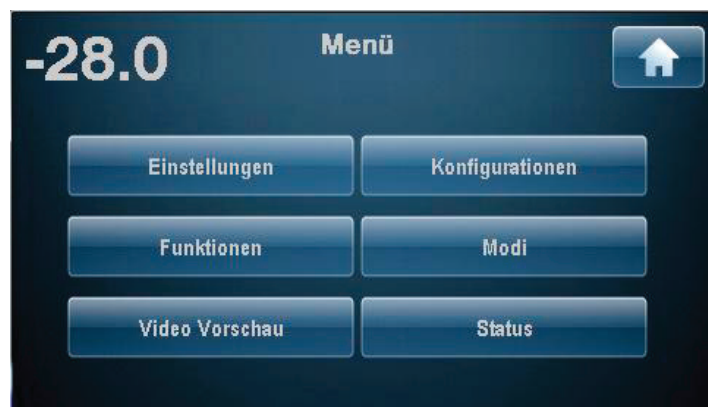 -28.0
Menü
Einstellungen
Konfigurationen
Funktionen
Modi
Video Vorschau
Status